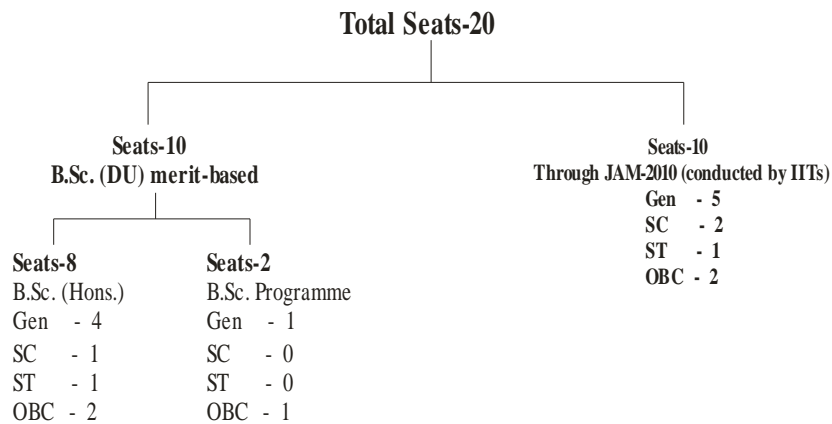 Total Seats-20
Seats-10
B.Sc. (DU) merit-based
Seats-8
B.Sc. (Hons.)
Gen - 4
SC - 1
ST - 1
OBC - 2
Seats-2
B.Sc. Programme
Gen - 1
SC - 0
ST - 0
OBC - 1
Seats-10
Through JAM-2010 (conducted by IITs)
Gen - 5
SC - 2
ST - 1
OBC - 2